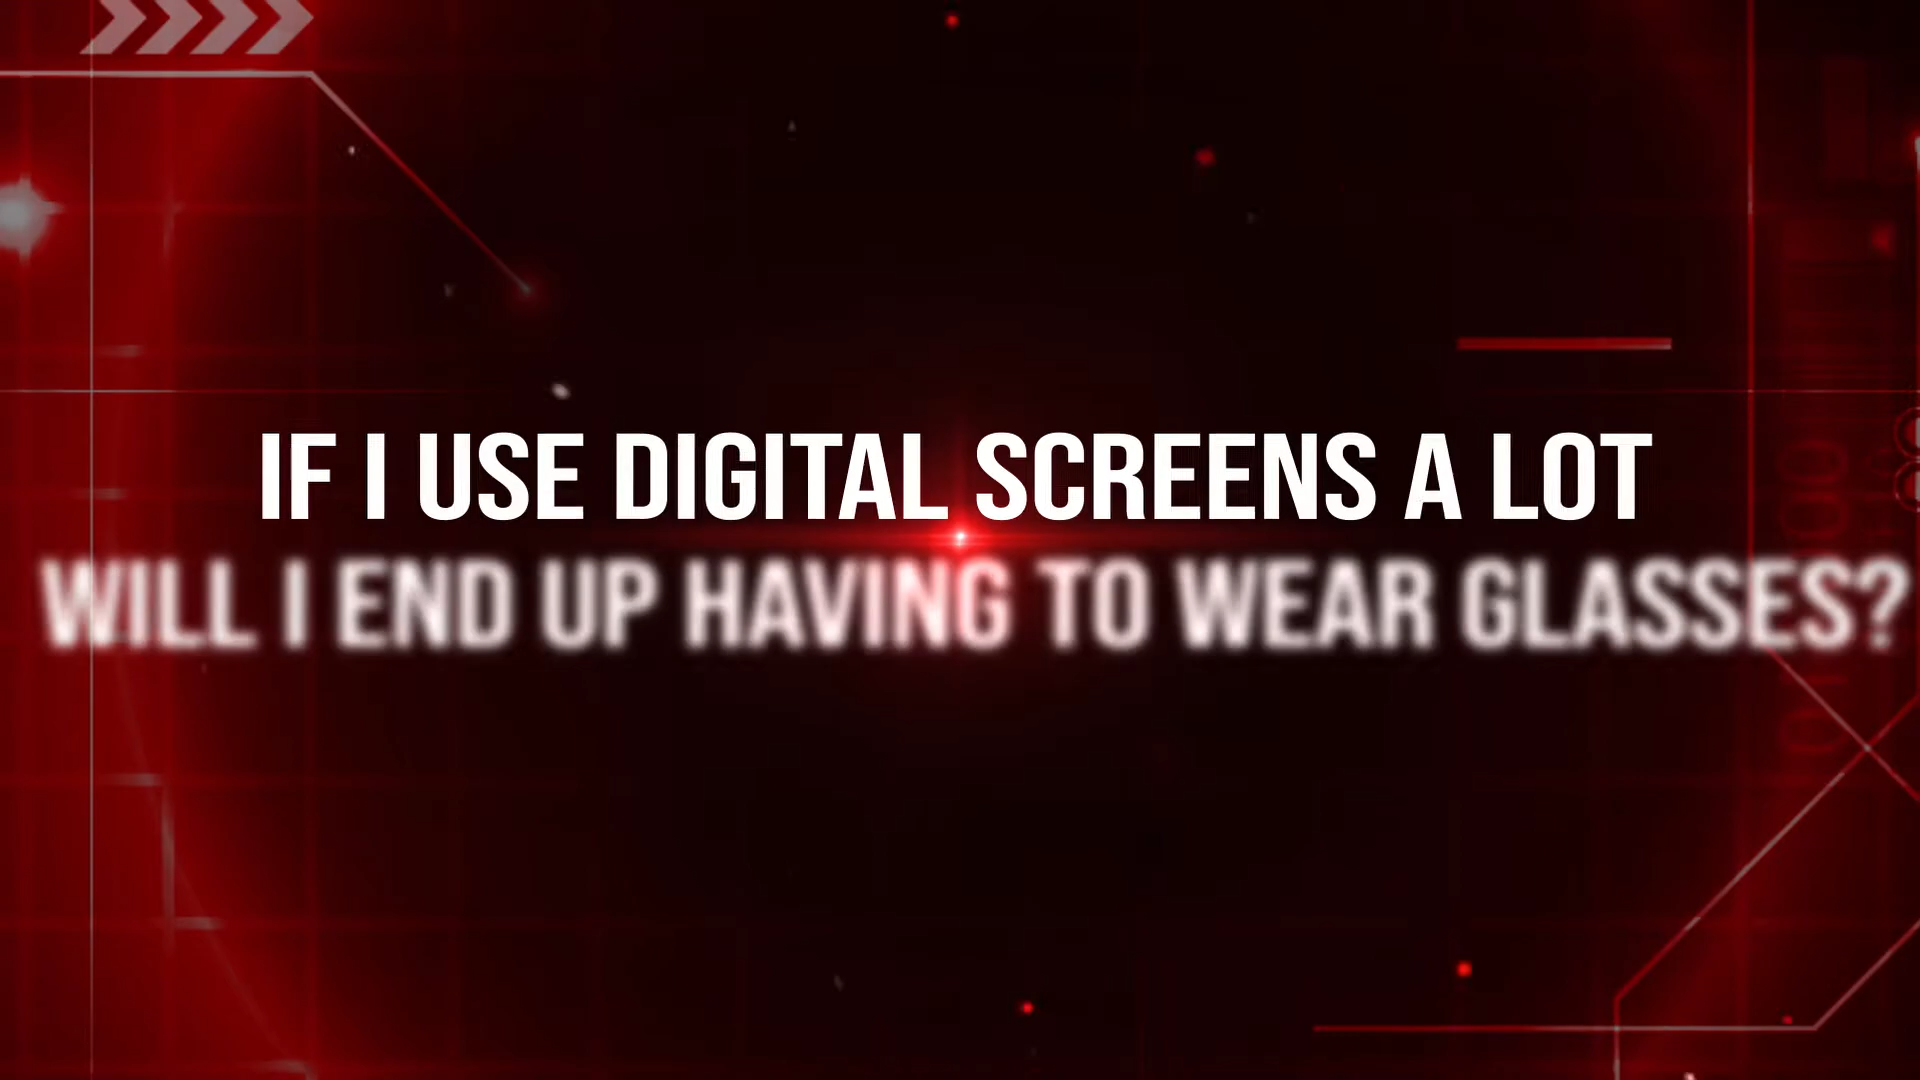 IF I USE DIGITAL SCREENS A LOT
WILL I END UP HAVING TO WEAR GLASSES?